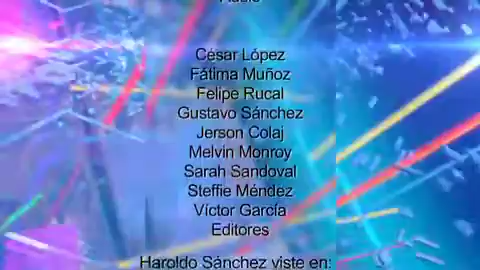 César López
Fátima Muñoz
Felipe Rucal
Gustavo Sánchez
Jerson Colaj
Melvin Monroy
Sarah Sandoval
Steffie Méndez
Víctor García
Editores
Haroldo Sánchez viste en: